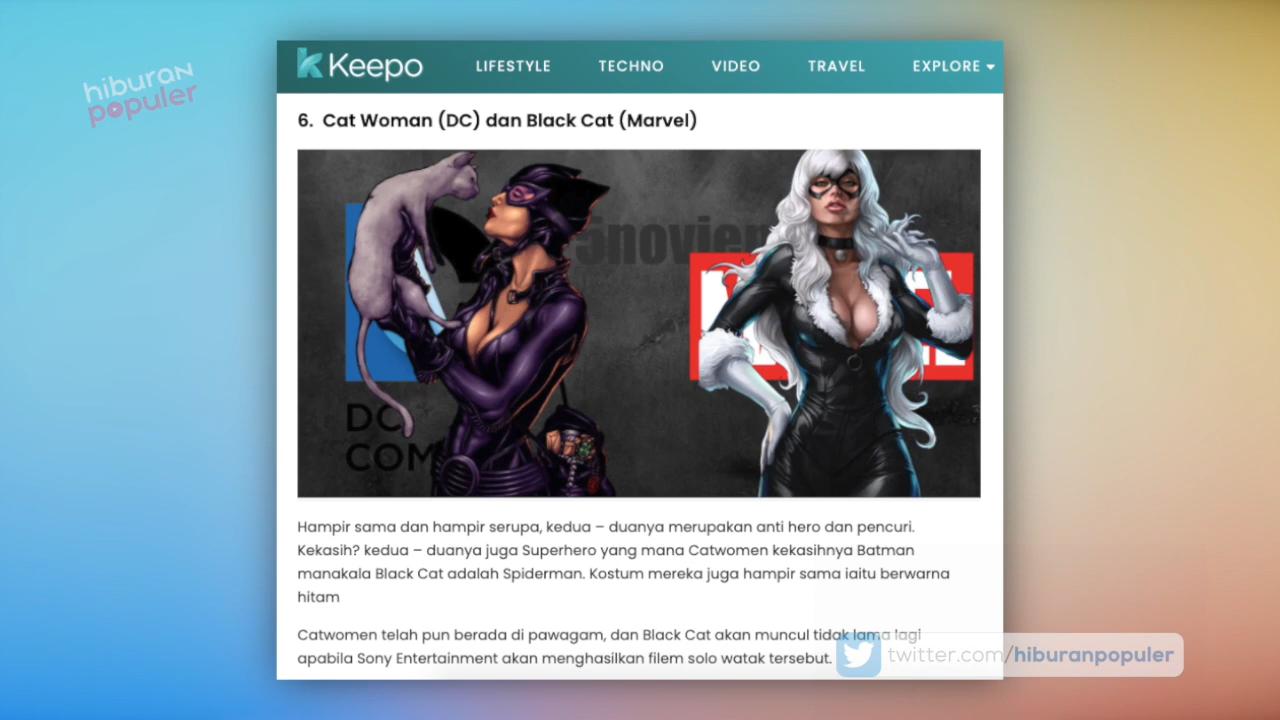 hiburan
populer
Keepo
LIFESTYLE TECHNO VIDEO TRAVEL EXPLORE
6. Cat Woman (DC) dan Black Cat (Marvel)
DC
COM
Hampir sama dan hampir serupa, kedua – duanya merupakan anti hero dan pencuri.
Kekasih? kedua – duanya juga Superhero yang mana Catwomen kekasihnya Batman
manakala Black Cat adalah Spiderman. Kostum mereka juga hampir sama iaitu berwarna
hitam
Catwomen telah pun berada di pawagam, dan Black Cat akan muncul tidak lama lagi
apabila Sony Entertainment akan menghasilkan filem solo watak tersebut.
twitter.com/hiburanpopuler